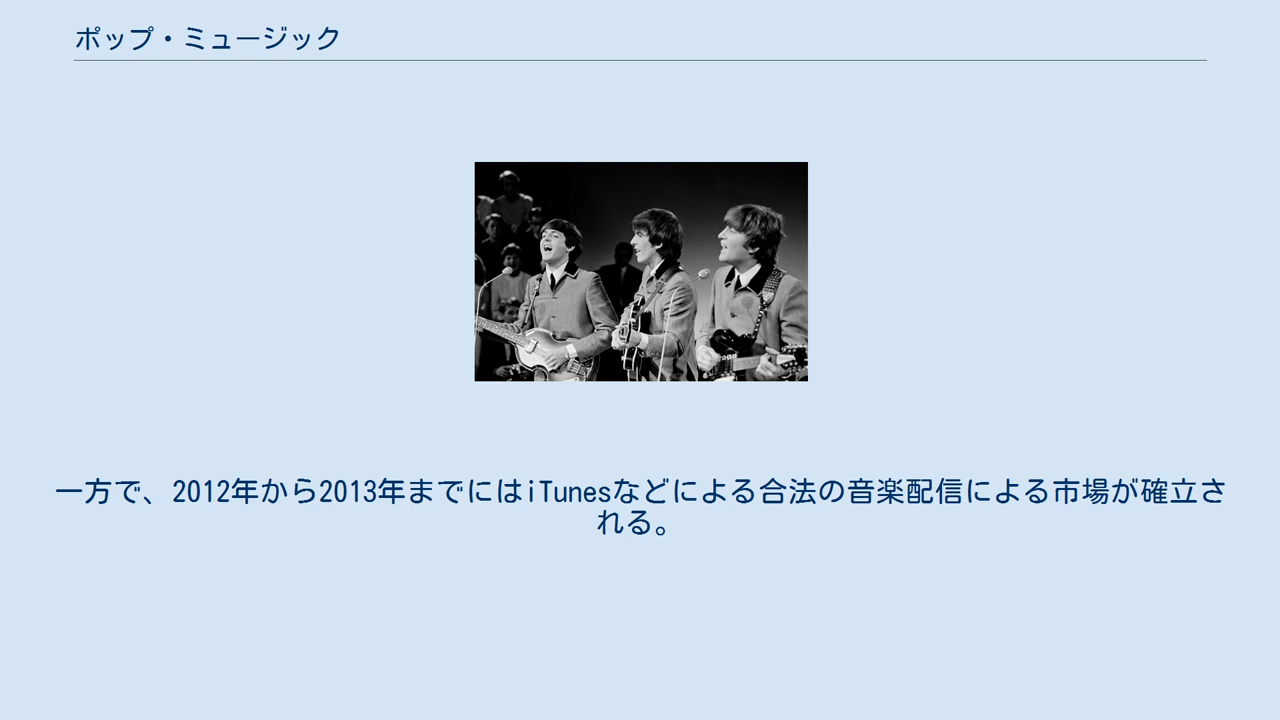 ポップ・ミュージック
一方で、2012年から2013年までにはiTunesなどによる合法の音楽配信による市場が確立さ
れる。